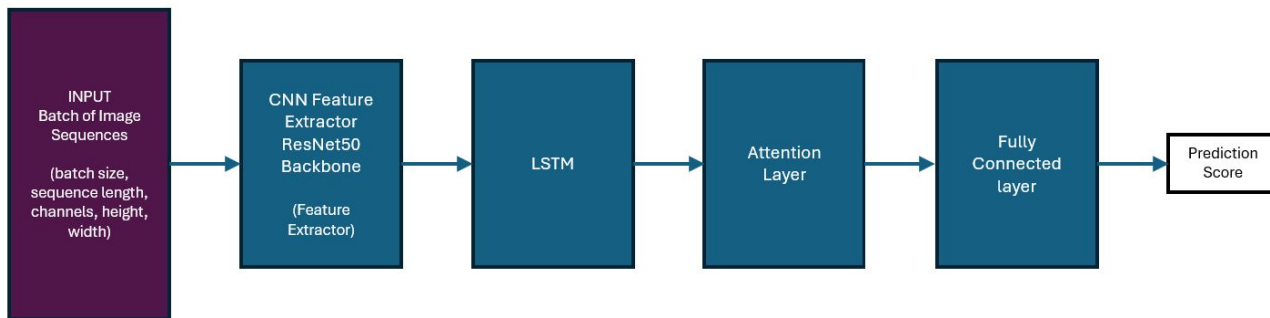 INPUT
Batch of Image
Sequences
(batch size,
sequence length,
channels, height,
width)
CNN Feature
Extractor
ResNet50
Backbone
(Feature
Extractor)
LSTM
Attention
Layer
Fully
Connected
layer
Prediction
Score